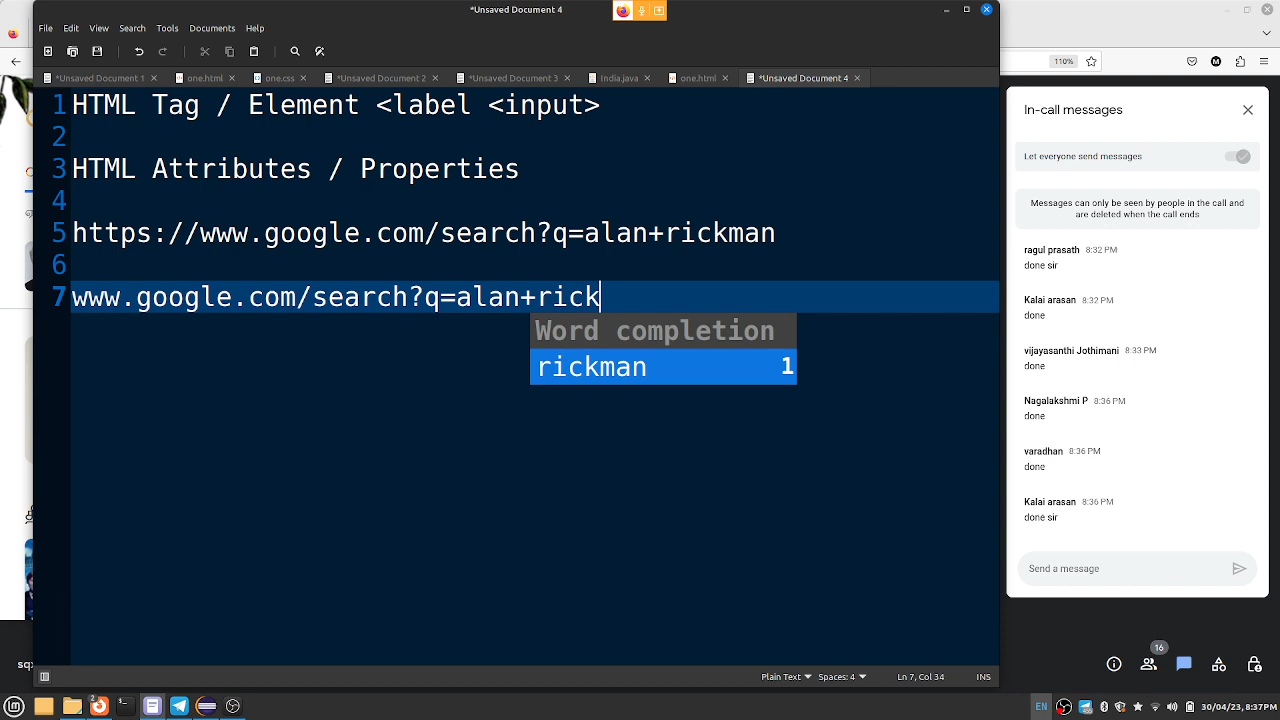 *Unsaved Document 4
File Edit View Search Tools Documents Help
*Unsaved Document 1 one.html one.css *Unsaved Document 2 *Unsaved Document 3 India.java one.html *Unsaved Document 4
1 HTML Tag / Element <label <input>
2
3 HTML Attributes / Properties
4
5 https://www.google.com/search?q=alan+rickman
6
7 www.google.com/search?q=alan+rick
Word completion
rickman 1
Plain Text Spaces: 4 Ln 7, Col 34 INS
110%
In-call messages
Let everyone send messages
Messages can only be seen by people in the call and
are deleted when the call ends
ragul prasath 8:32 PM
done sir
Kalai arasan 8:32 PM
done
vijayasanthi Jothimani 8:33 PM
done
Nagalakshmi P 8:36 PM
done
varadhan 8:36 PM
done
Kalai arasan 8:36 PM
done sir
Send a message
16
2
EN 30/04/23, 8:37PM